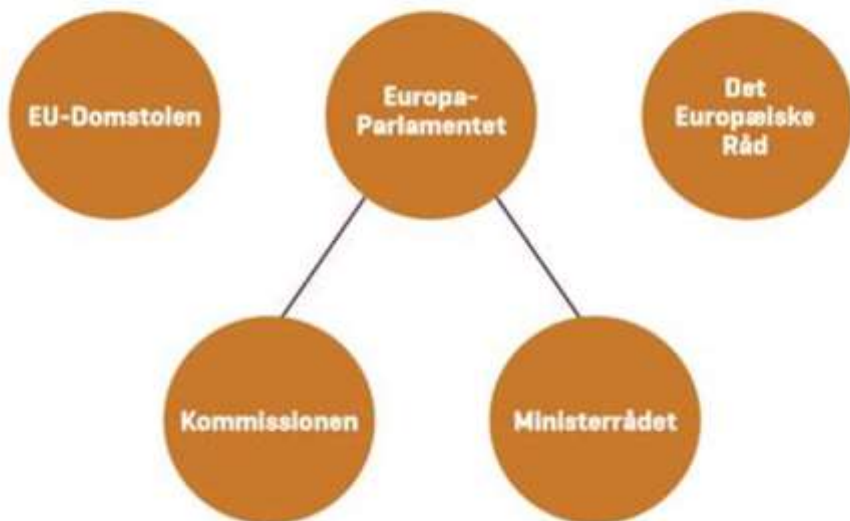 EU-Domstolen
Europa-
Parlamentet
Det
Europæiske
Råd
Kommissionen
Ministerrådet